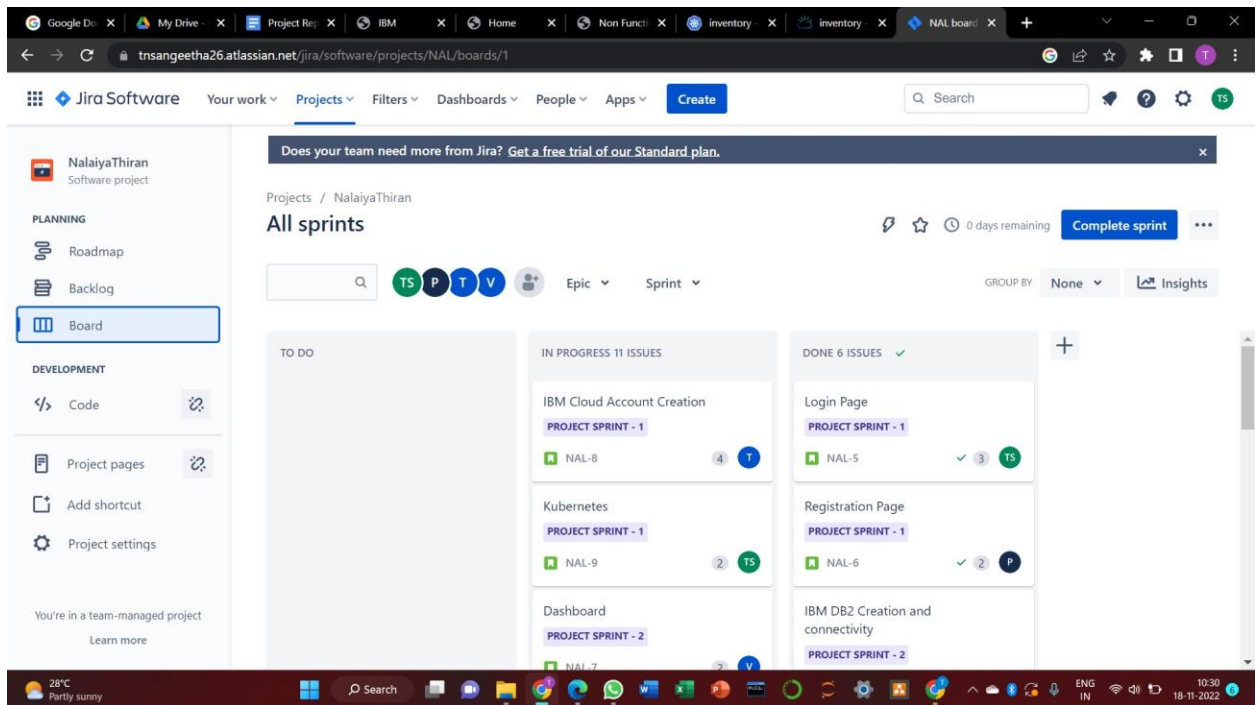 Google Do
My Drive -
Project Rep
IBM
Home
Non Functi
inventory -
inventory -
NAL board
tnsangeetha26.atlassian.net/jira/software/projects/NAL/boards/1
T
Jira Software
Your work
Projects
Filters
Dashboards
People
Apps
Create
Search
TS
NalaiyaThiran
Software project
Does your team need more from Jira? Get a free trial of our Standard plan.
Projects / NalaiyaThiran
All sprints
0 days remaining
Complete sprint
PLANNING
Roadmap
Backlog
Board
DEVELOPMENT
Code
Project pages
Add shortcut
Project settings
You're in a team-managed project
Learn more
TS P T V
Epic
Sprint
GROUP BY
None
Insights
TO DO
IN PROGRESS 11 ISSUES
IBM Cloud Account Creation
PROJECT SPRINT - 1
NAL-8 4 T
Kubernetes
PROJECT SPRINT - 1
NAL-9 2 TS
Dashboard
PROJECT SPRINT - 2
NAL-7 2 V
DONE 6 ISSUES
Login Page
PROJECT SPRINT - 1
NAL-5 3 TS
Registration Page
PROJECT SPRINT - 1
NAL-6 2 P
IBM DB2 Creation and
connectivity
PROJECT SPRINT - 2
28°C
Partly sunny
Search
ENG
IN
10:30
18-11-2022
6